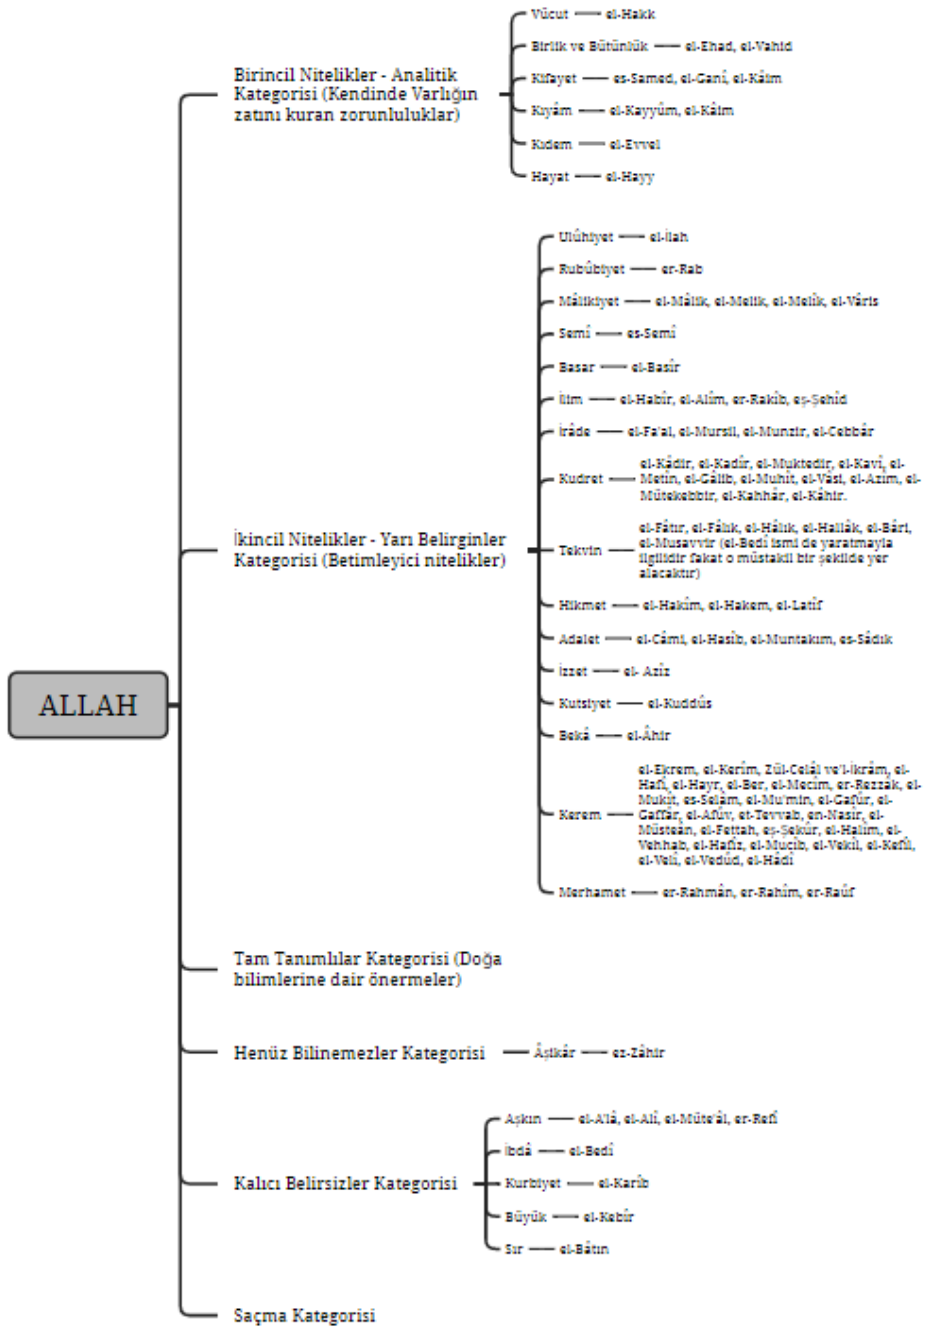 ALLAH
Birincil Nitelikler - Analitik
Kategorisi (Kendinde Varlığın
zatını kuran zorunluluklar)
Vücut
el-Hakk
Birlik ve Bütünlük
el-Ehad, el-Vahid
Kifayet
es-Samed, el-Ganî, el-Kâim
Kıyâm
el-Kayyûm, el-Kâim
Kıdem
el-Evvel
Hayat
el-Hayy
İkincil Nitelikler - Yarı Belirginler
Kategorisi (Betimleyici nitelikler)
Ulûhiyet
el-İlah
Rubûbiyet
er-Rab
Mâlikiyet
el-Mâlik, el-Melik, el-Melîk, el-Vâris
Semî
es-Semî
Basar
el-Basîr
İlim
el-Habîr, el-Alîm, er-Rakîb, eş-Şehîd
İrâde
el-Fa'al, el-Mursil, el-Munzir, el-Cebbâr
Kudret
el-Kâdir, el-Kadîr, el-Muktedir, el-Kavî, el-
Metîn, el-Gâlib, el-Muhît, el-Vâsi, el-Azîm, el-
Mütekebbir, el-Kahhâr, el-Kâhir.
Tekvin
el-Fâtır, el-Fâlık, el-Hâlık, el-Hallâk, el-Bâri,
el-Musavvir (el-Bedî ismi de yaratmayla
ilgilidir fakat o müstakil bir şekilde yer
alacaktır)
Hikmet
el-Hakîm, el-Hakem, el-Latîf
Adalet
el-Câmi, el-Hasîb, el-Muntakım, es-Sâdık
İzzet
el- Azîz
Kutsiyet
el-Kuddûs
Bekâ
el-Âhir
Kerem
el-Ekrem, el-Kerîm, Zül-Celâl ve'l-İkrâm, el-
Hafî, el-Hayr, el-Ber, el-Mecîm, er-Rezzâk, el-
Mukît, es-Selâm, el-Mu'min, el-Gafûr, el-
Gaffâr, el-Afûv, et-Tevvab, en-Nasîr, el-
Müsteân, el-Fettah, eş-Şekûr, el-Halîm, el-
Vehhab, el-Hafîz, el-Mucîb, el-Vekîl, el-Kefîl,
el-Velî, el-Vedûd, el-Hâdî
Merhamet
er-Rahmân, er-Rahîm, er-Raûf
Tam Tanımlılar Kategorisi (Doğa
bilimlerine dair önermeler)
Henüz Bilinemezler Kategorisi
Âşikâr
ez-Zâhir
Kalıcı Belirsizler Kategorisi
Aşkın
el-A'lâ, el-Alî, el-Müte'âl, er-Refî
İbdâ
el-Bedî
Kurbiyet
el-Karîb
Büyük
el-Kebîr
Sır
el-Bâtın
Saçma Kategorisi